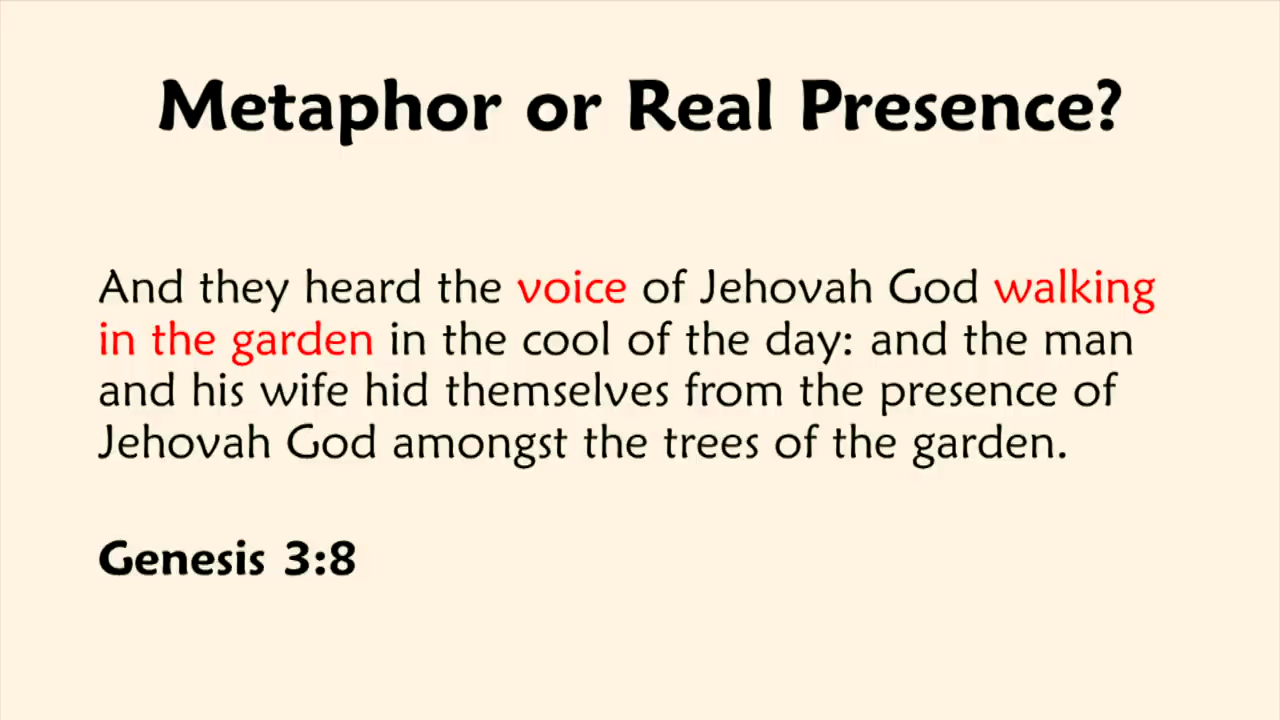 Metaphor or Real Presence?
And they heard the voice of Jehovah God walking
in the garden in the cool of the day: and the man
and his wife hid themselves from the presence of
Jehovah God amongst the trees of the garden.
Genesis 3:8